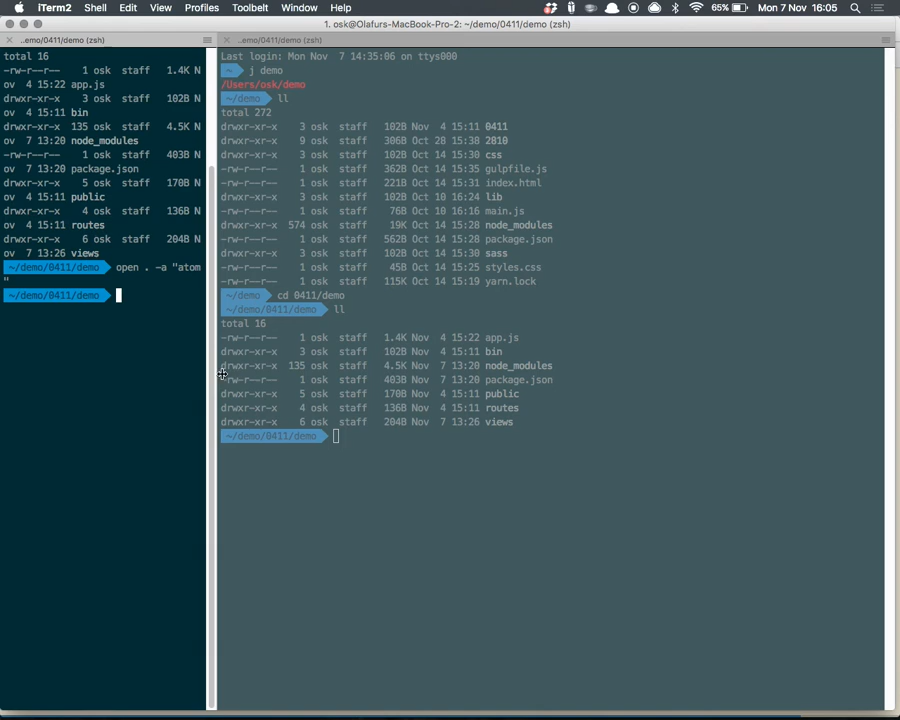 iTerm2 Shell Edit View Profiles Toolbelt Window Help 65% Mon 7 Nov 16:05
1. osk@Olafurs-MacBook-Pro-2: ~/demo/0411/demo (zsh)
..emo/0411/demo (zsh)
total 16
-rw-r--r-- 1 osk staff 1.4K N
ov 4 15:22 app.js
drwxr-xr-x 3 osk staff 102B N
ov 4 15:11 bin
drwxr-xr-x 135 osk staff 4.5K N
ov 7 13:20 node_modules
-rw-r--r-- 1 osk staff 403B N
ov 7 13:20 package.json
drwxr-xr-x 5 osk staff 170B N
ov 4 15:11 public
drwxr-xr-x 4 osk staff 136B N
ov 4 15:11 routes
drwxr-xr-x 6 osk staff 204B N
ov 7 13:26 views
~/demo/0411/demo open . -a "atom
"
~/demo/0411/demo
..emo/0411/demo (zsh)
Last login: Mon Nov 7 14:35:06 on ttys000
~ j demo
/Users/osk/demo
~/demo ll
total 272
drwxr-xr-x 3 osk staff 102B Nov 4 15:11 0411
drwxr-xr-x 9 osk staff 306B Oct 28 15:38 2810
drwxr-xr-x 3 osk staff 102B Oct 14 15:30 css
-rw-r--r-- 1 osk staff 362B Oct 14 15:31 gulpfile.js
-rw-r--r-- 1 osk staff 221B Oct 14 15:31 index.html
drwxr-xr-x 3 osk staff 102B Oct 10 16:24 lib
-rw-r--r-- 1 osk staff 76B Oct 10 16:16 main.js
drwxr-xr-x 574 osk staff 19K Oct 14 15:28 node_modules
-rw-r--r-- 1 osk staff 562B Oct 14 15:28 package.json
drwxr-xr-x 3 osk staff 102B Oct 14 15:30 sass
-rw-r--r-- 1 osk staff 45B Oct 14 15:25 styles.css
-rw-r--r-- 1 osk staff 115K Oct 14 15:19 yarn.lock
~/demo cd 0411/demo
~/demo/0411/demo ll
total 16
-rw-r--r-- 1 osk staff 1.4K Nov 4 15:22 app.js
drwxr-xr-x 3 osk staff 102B Nov 4 15:11 bin
drwxr-xr-x 135 osk staff 4.5K Nov 7 13:20 node_modules
-rw-r--r-- 1 osk staff 403B Nov 7 13:20 package.json
drwxr-xr-x 5 osk staff 170B Nov 4 15:11 public
drwxr-xr-x 4 osk staff 136B Nov 4 15:11 routes
drwxr-xr-x 6 osk staff 204B Nov 7 13:26 views
~/demo/0411/demo